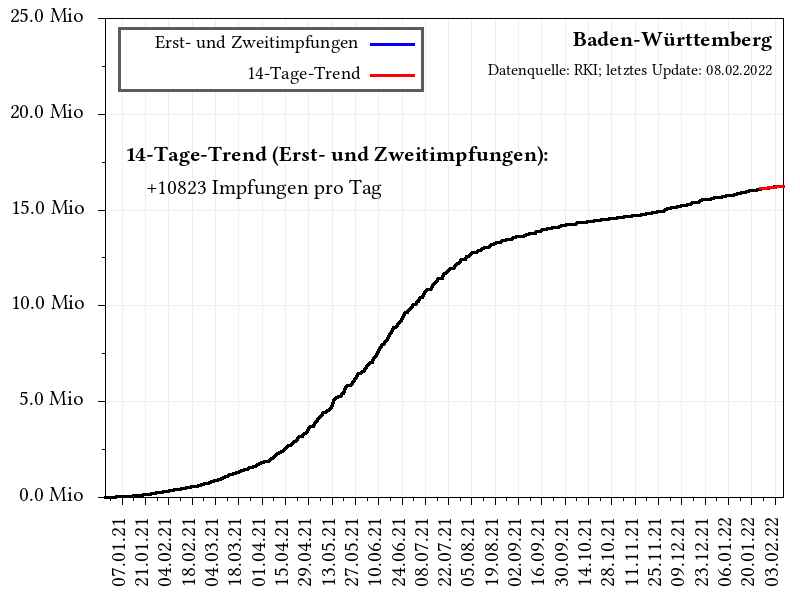 25.0 Mio
20.0 Mio
15.0 Mio
10.0 Mio
5.0 Mio
0.0 Mio
Erst- und Zweitimpfungen
14-Tage-Trend
Baden-Württemberg
Datenquelle: RKI; letztes Update: 08.02.2022
14-Tage-Trend (Erst- und Zweitimpfungen):
+10823 Impfungen pro Tag
07.01.21
21.01.21
04.02.21
18.02.21
04.03.21
18.03.21
01.04.21
15.04.21
29.04.21
13.05.21
27.05.21
10.06.21
24.06.21
08.07.21
22.07.21
05.08.21
19.08.21
02.09.21
16.09.21
30.09.21
14.10.21
28.10.21
11.11.21
25.11.21
09.12.21
23.12.21
06.01.22
20.01.22
03.02.22